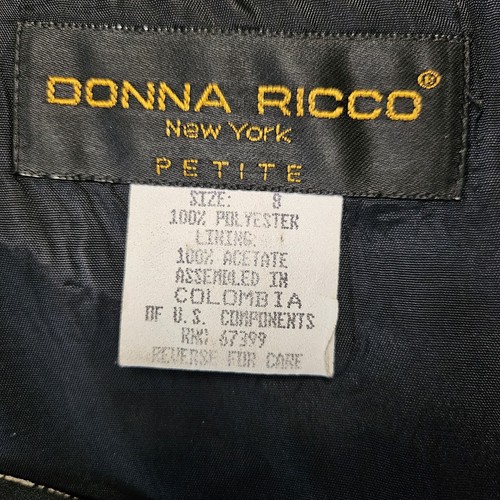 DONNA RICCO®
New York
PETITE
SIZE: 8
100% POLYESTER
LINING:
100% ACETATE
ASSEMBLED IN
COLOMBIA
OF U.S. COMPONENTS
RN# 67399
REVERSE FOR CARE